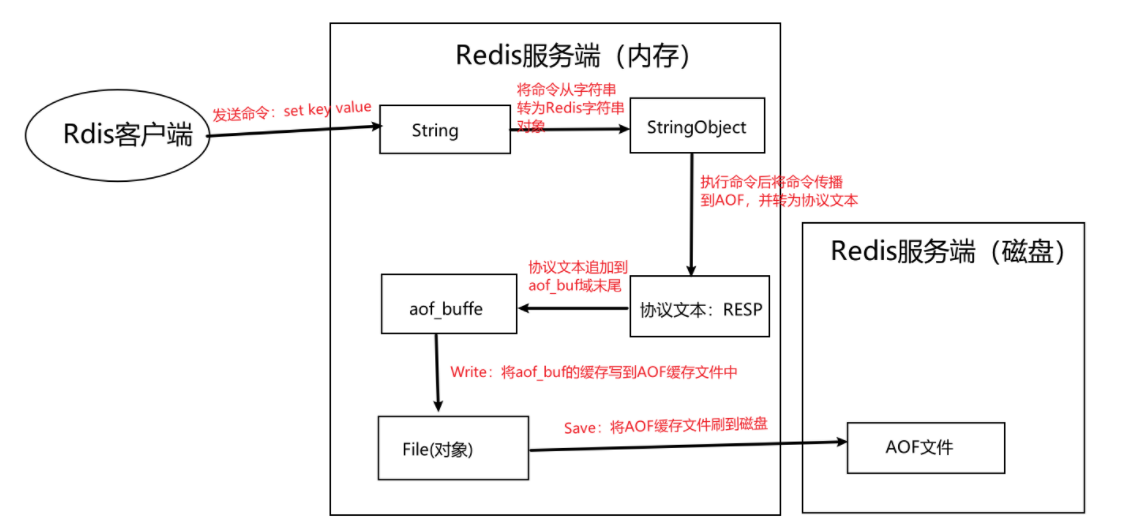 Redis服务端（内存）
Rdis客户端
发送命令：set key value
String
将命令从字符串
转为Redis字符串
对象
StringObject
执行命令后将命令传播
到AOF，并转为协议文本
Redis服务端（磁盘）
协议文本追加到
aof_buf域末尾
aof_buffe
协议文本：RESP
Write：将aof_buf的缓存写到AOF缓存文件中
File(对象)
Save：将AOF缓存文件刷到磁盘
AOF文件